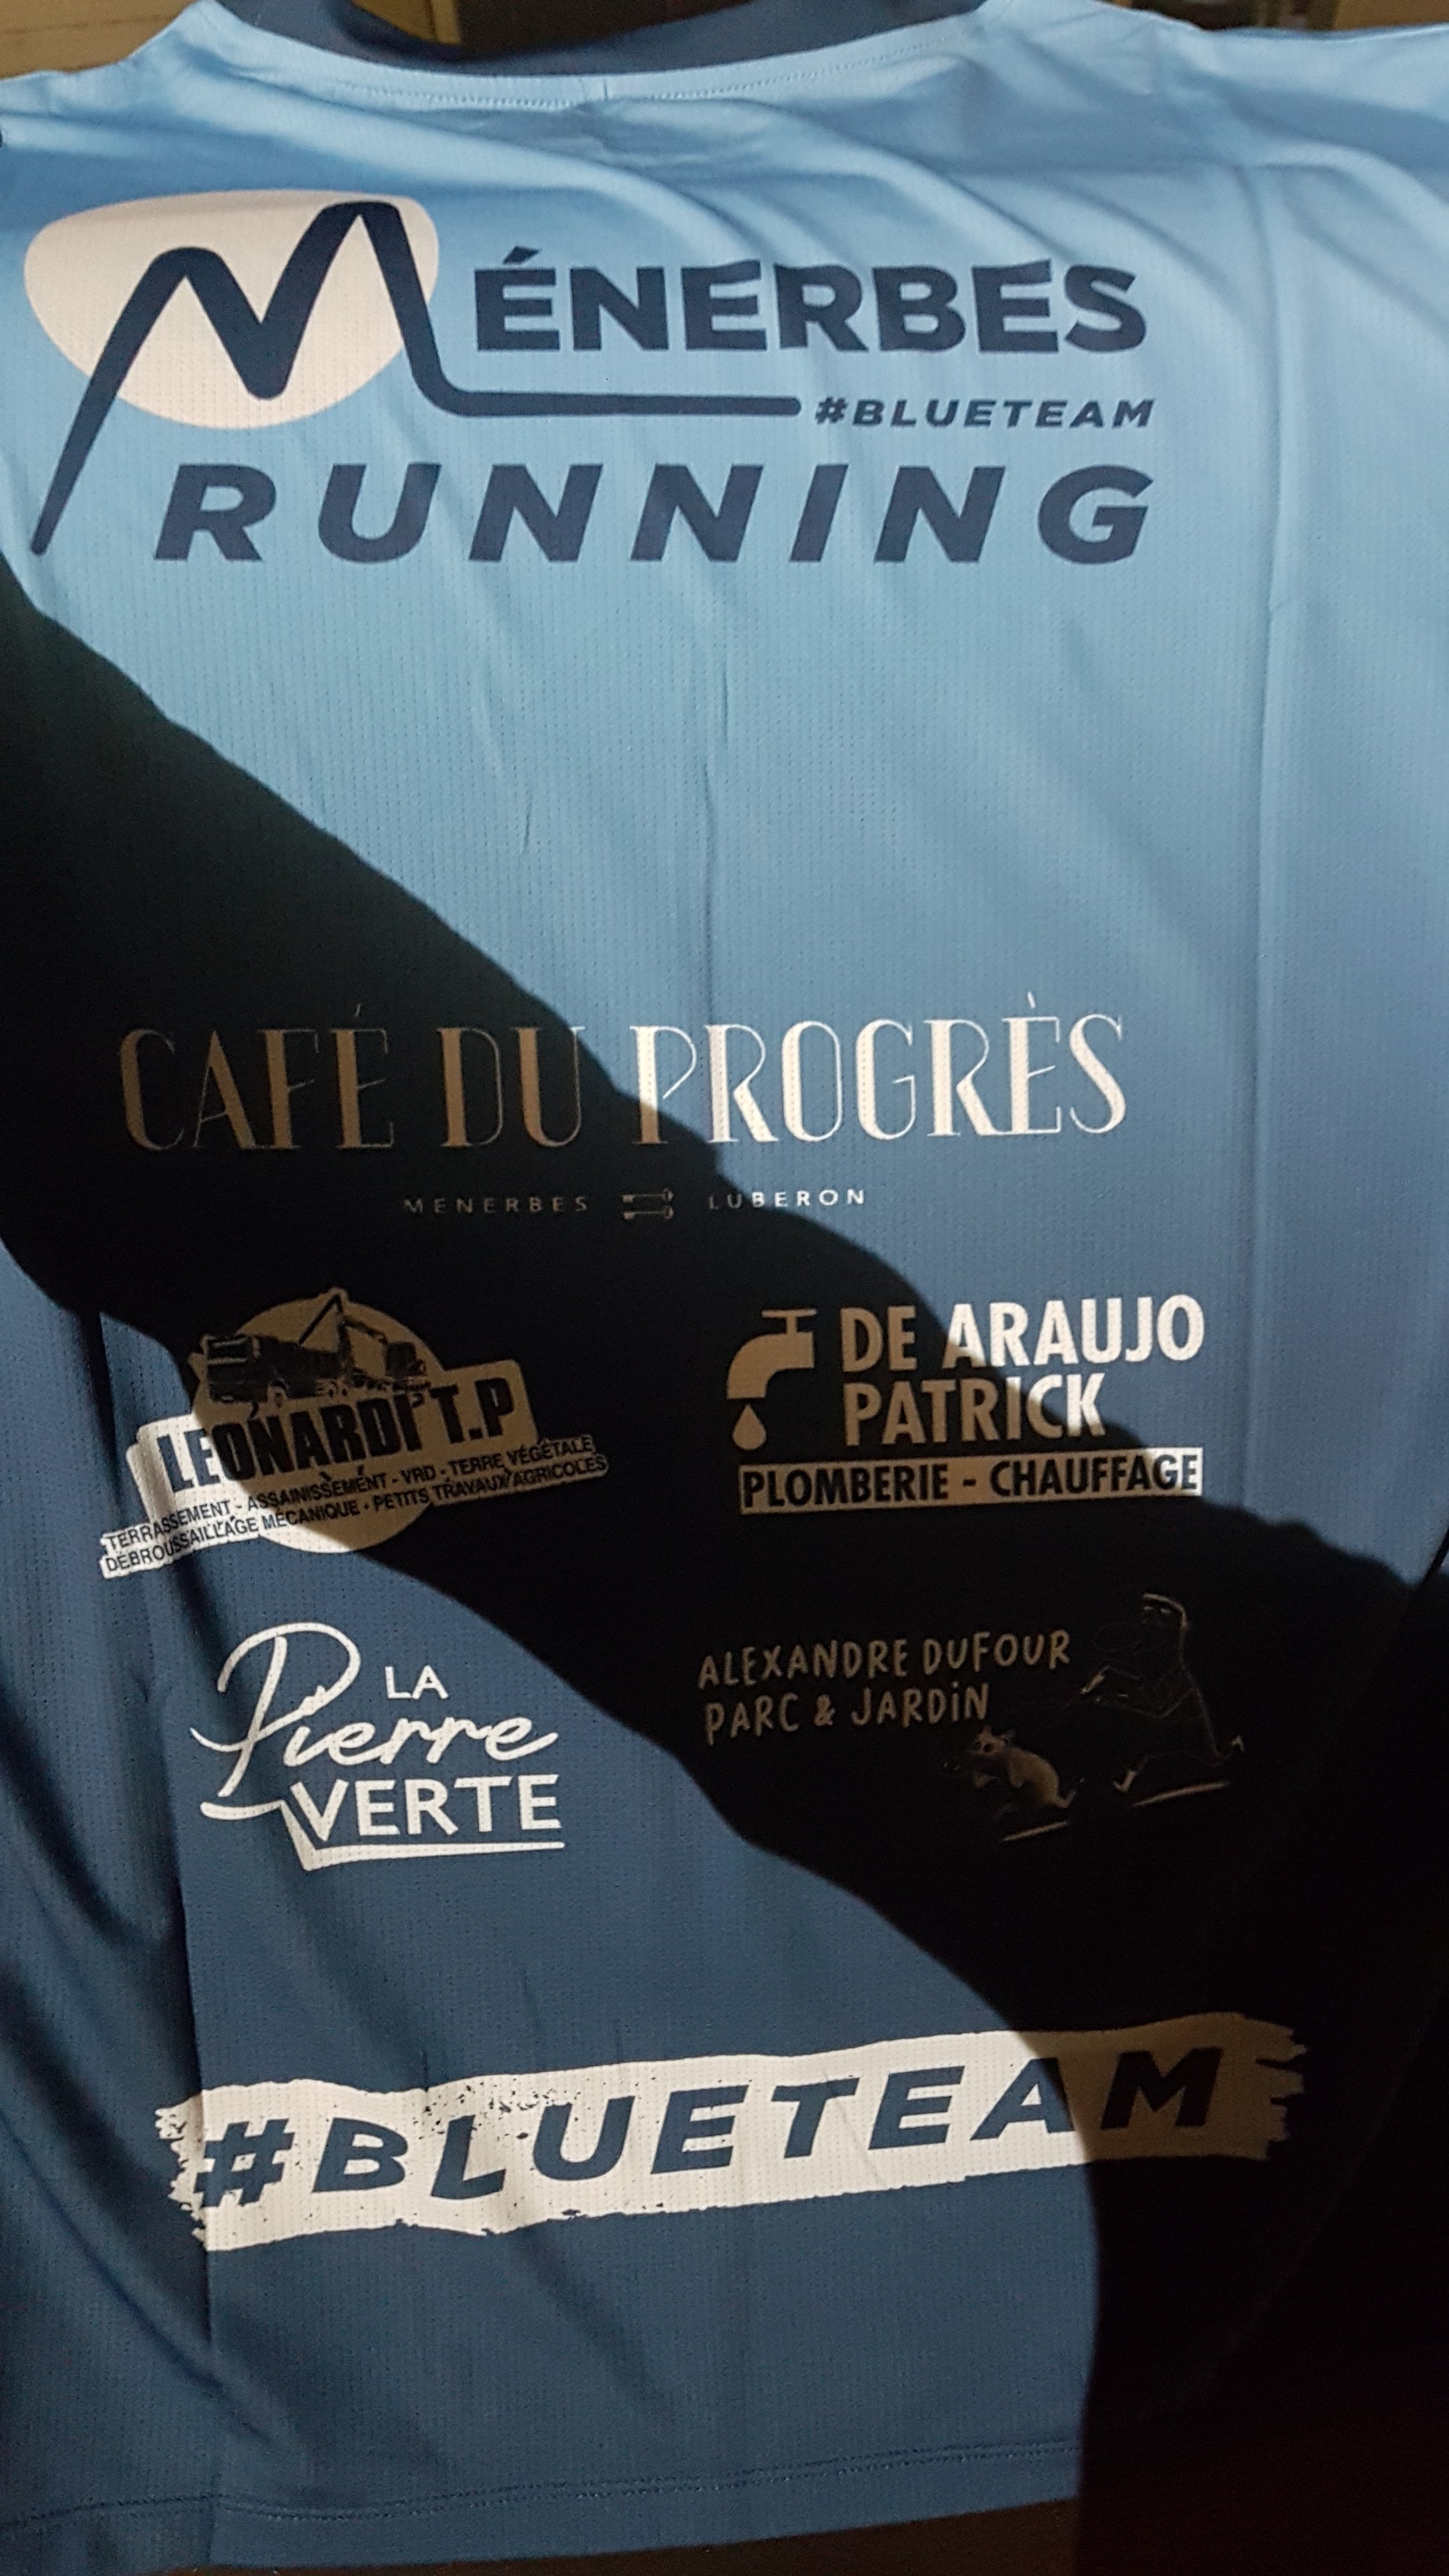 MÉNERBES
#BLUETEAM
RUNNING
CAFÉ DU PROGRÈS
MENERBES LUBERON
LEONARDI T.P
TERRASSEMENT - ASSAINISSEMENT - VRD - TERRE VÉGÉTALE
DEBROUSSAILLAGE MÉCANIQUE • PETITS TRAVAUX AGRICOLES
DE ARAUJO
PATRICK
PLOMBERIE - CHAUFFAGE
LA
Pierre
VERTE
ALEXANDRE DUFOUR
PARC & JARDiN
#BLUETEAM